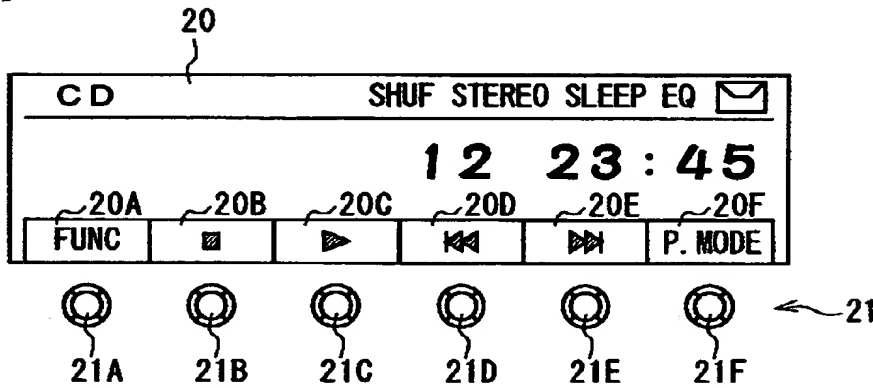 20
CD SHUF STEREO SLEEP EQ
12 23:45
20A 20B 20C 20D 20E 20F
FUNC P. MODE
21
21A 21B 21C 21D 21E 21F